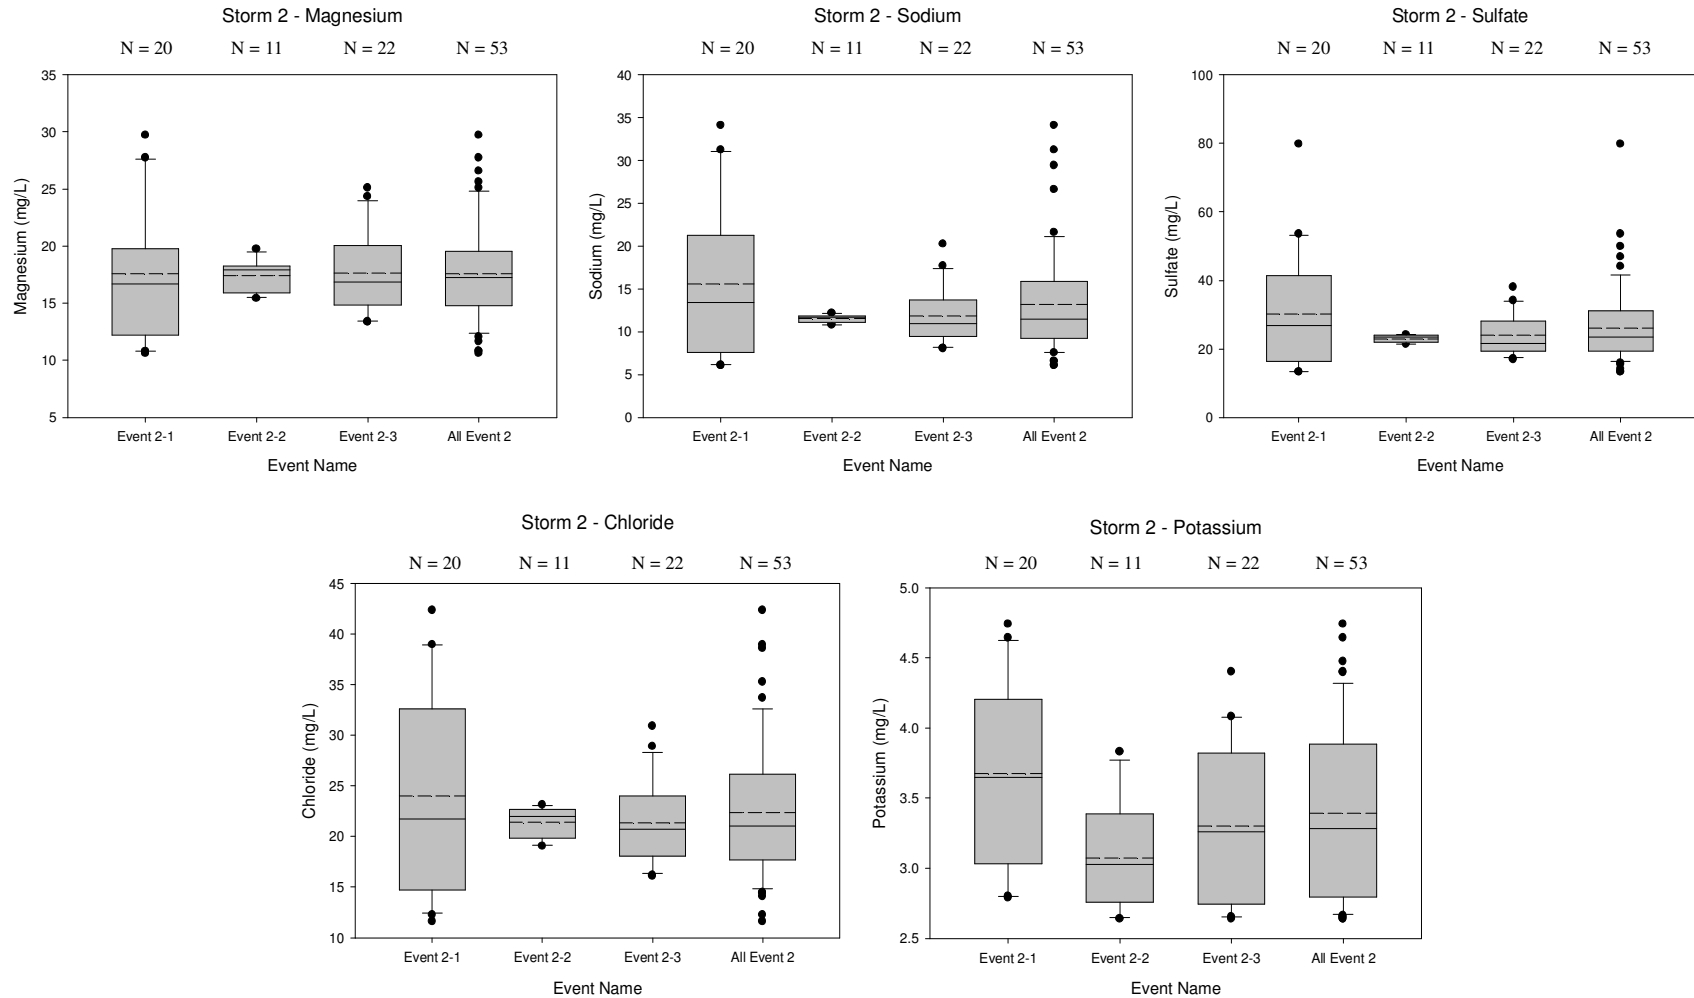 Storm 2 - Magnesium
N = 20 N = 11 N = 22 N = 53
Magnesium (mg/L)
35
30
25
20
15
10
5
Event 2-1 Event 2-2 Event 2-3 All Event 2
Event Name
Storm 2 - Sodium
N = 20 N = 11 N = 22 N = 53
Sodium (mg/L)
40
35
30
25
20
15
10
5
0
Event 2-1 Event 2-2 Event 2-3 All Event 2
Event Name
Storm 2 - Sulfate
N = 20 N = 11 N = 22 N = 53
Sulfate (mg/L)
100
80
60
40
20
0
Event 2-1 Event 2-2 Event 2-3 All Event 2
Event Name
Storm 2 - Chloride
N = 20 N = 11 N = 22 N = 53
Chloride (mg/L)
45
40
35
30
25
20
15
10
Event 2-1 Event 2-2 Event 2-3 All Event 2
Event Name
Storm 2 - Potassium
N = 20 N = 11 N = 22 N = 53
Potassium (mg/L)
5.0
4.5
4.0
3.5
3.0
2.5
Event 2-1 Event 2-2 Event 2-3 All Event 2
Event Name